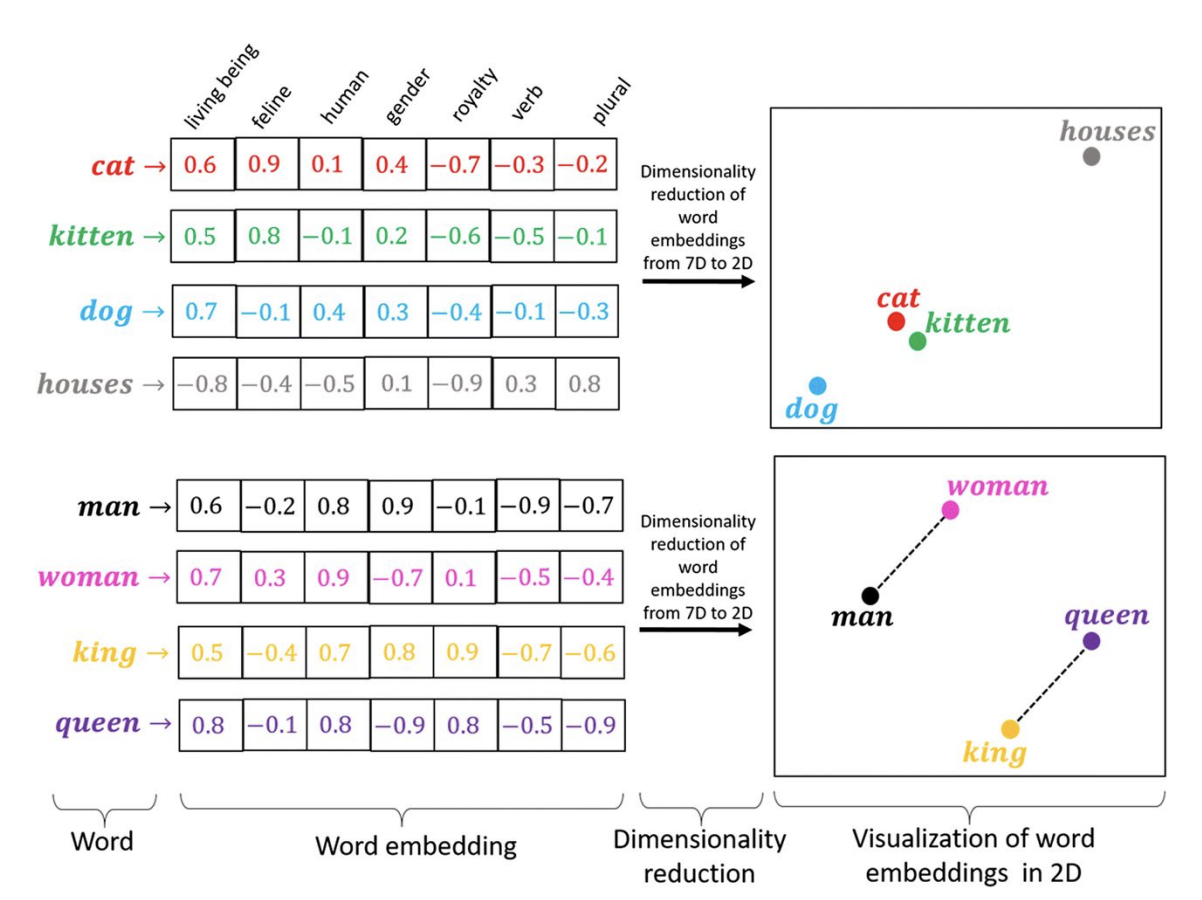 living being feline human gender royalty verb plural
cat → 0.6 0.9 0.1 0.4 −0.7 −0.3 −0.2
kitten → 0.5 0.8 −0.1 0.2 −0.6 −0.5 −0.1
dog → 0.7 −0.1 0.4 0.3 −0.4 −0.1 −0.3
houses → −0.8 −0.4 −0.5 0.1 −0.9 0.3 0.8
Dimensionality
reduction of
word
embeddings
from 7D to 2D
houses
cat
kitten
dog
man → 0.6 −0.2 0.8 0.9 −0.1 −0.9 −0.7
woman → 0.7 0.3 0.9 −0.7 0.1 −0.5 −0.4
king → 0.5 −0.4 0.7 0.8 0.9 −0.7 −0.6
queen → 0.8 −0.1 0.8 −0.9 0.8 −0.5 −0.9
Dimensionality
reduction of
word
embeddings
from 7D to 2D
woman
man
queen
king
Word
Word embedding
Dimensionality
reduction
Visualization of word
embeddings in 2D